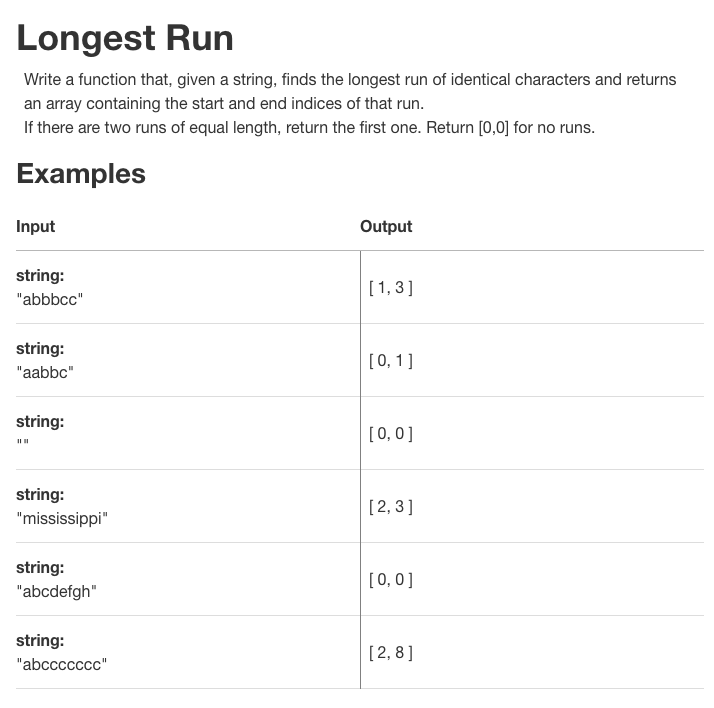 Longest Run
Write a function that, given a string, finds the longest run of identical characters and returns
an array containing the start and end indices of that run.
If there are two runs of equal length, return the first one. Return [0,0] for no runs.
Examples
Input Output
string:
"abbbcc"
[ 1, 3 ]
string:
"aabbc"
[ 0, 1 ]
string:
""
[ 0, 0 ]
string:
"mississippi"
[ 2, 3 ]
string:
"abcdefgh"
[ 0, 0 ]
string:
"abccccccc"
[ 2, 8 ]